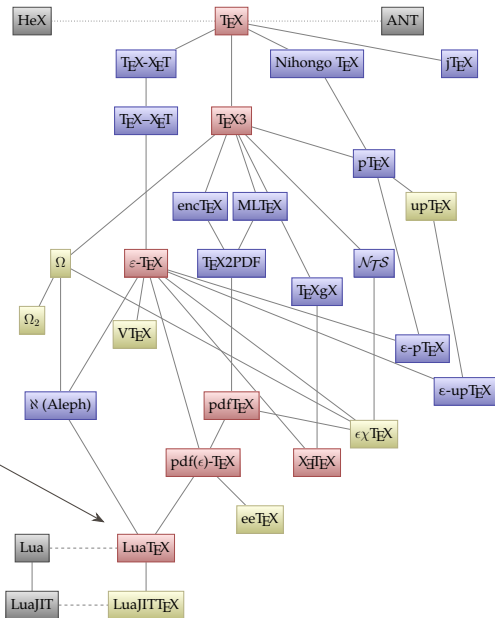 HeX
TEX
ANT
TEX-XET
Nihongo TEX
jTEX
TEX--XET
TEX3
pTEX
encTEX
MLTEX
upTEX
Ω
ε-TEX
TEX2PDF
NTS
TEXgX
Ω2
VTEX
ε-pTEX
ε-upTEX
ℵ (Aleph)
pdfTEX
ϵχTEX
pdf(ϵ)-TEX
XƎTEX
eeTEX
Lua
LuaTEX
LuaJIT
LuaJITTEX